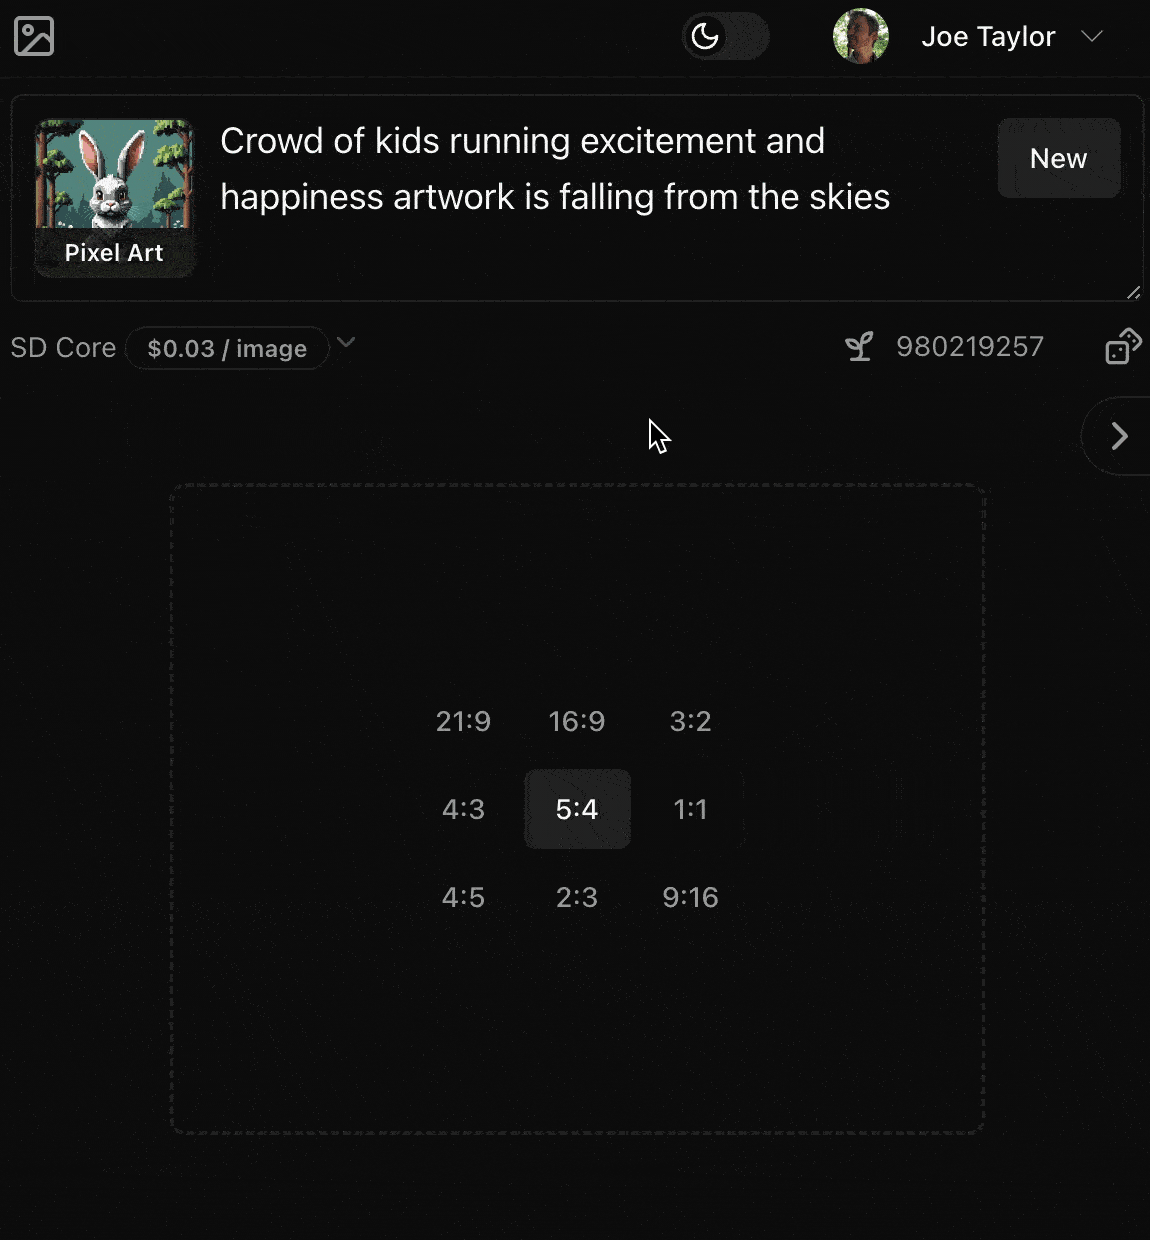 Joe Taylor
Crowd of kids running excitement and
happiness artwork is falling from the skies
New
Pixel Art
SD Core $0.03 / image
980219257
21:9 16:9 3:2
4:3 5:4 1:1
4:5 2:3 9:16